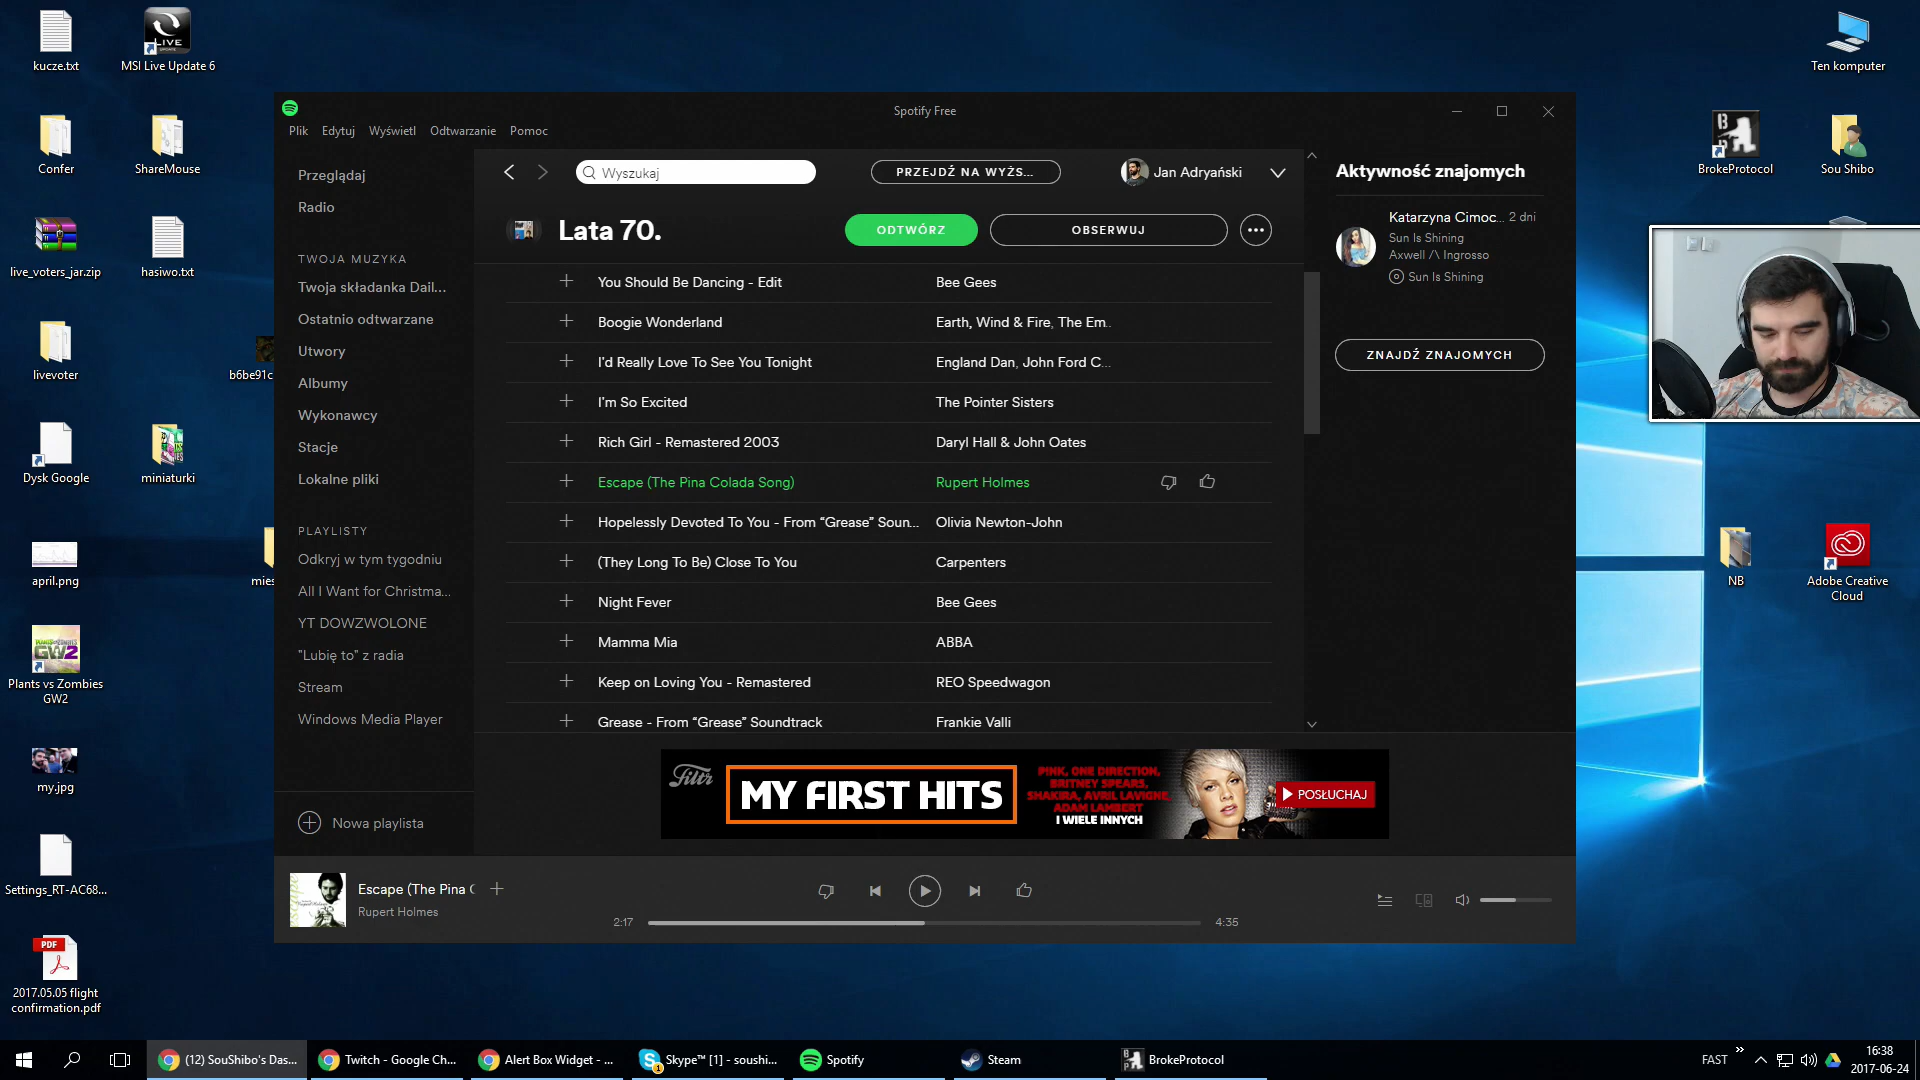 kucze.txt
MSI Live Update 6
Ten komputer
Confer
ShareMouse
BrokeProtocol
Sou Shibo
live_voters_jar.zip
hasiwo.txt
livevoter
b6be91c
Dysk Google
miniaturki
april.png
mies
NB
Adobe Creative
Cloud
Plants vs Zombies
GW2
my.jpg
Settings_RT-AC68...
PDF
2017.05.05 flight
confirmation.pdf
Spotify Free
Plik
Edytuj
Wyświetl
Odtwarzanie
Pomoc
Przeglądaj
Radio
TWOJA MUZYKA
Twoja składanka Dail...
Ostatnio odtwarzane
Utwory
Albumy
Wykonawcy
Stacje
Lokalne pliki
PLAYLISTY
Odkryj w tym tygodniu
All I Want for Christma...
YT DOWZWOLONE
"Lubię to" z radia
Stream
Windows Media Player
Nowa playlista
Wyszukaj
PRZEJDŹ NA WYŻS...
Jan Adryański
Lata 70.
ODTWÓRZ
OBSERWUJ
You Should Be Dancing - Edit Bee Gees
Boogie Wonderland Earth, Wind & Fire, The Em..
I'd Really Love To See You Tonight England Dan, John Ford C...
I'm So Excited The Pointer Sisters
Rich Girl - Remastered 2003 Daryl Hall & John Oates
Escape (The Pina Colada Song) Rupert Holmes
Hopelessly Devoted To You - From “Grease” Soun... Olivia Newton-John
(They Long To Be) Close To You Carpenters
Night Fever Bee Gees
Mamma Mia ABBA
Keep on Loving You - Remastered REO Speedwagon
Grease - From “Grease” Soundtrack Frankie Valli
Aktywność znajomych
Katarzyna Cimoc... 2 dni
Sun Is Shining
Axwell /\ Ingrosso
Sun Is Shining
ZNAJDŹ ZNAJOMYCH
Filtr
MY FIRST HITS
PINK, ONE DIRECTION,
BRITNEY SPEARS,
SHAKIRA, AVRIL LAVIGNE
ADAM LAMBERT
I WIELE INNYCH
POSŁUCHAJ
Escape (The Pina C
Rupert Holmes
2:17
4:35
(12) SouShibo's Das...
Twitch - Google Ch...
Alert Box Widget - ...
Skype™ [1] - soushi...
Spotify
Steam
BrokeProtocol
FAST
16:38
2017-06-24